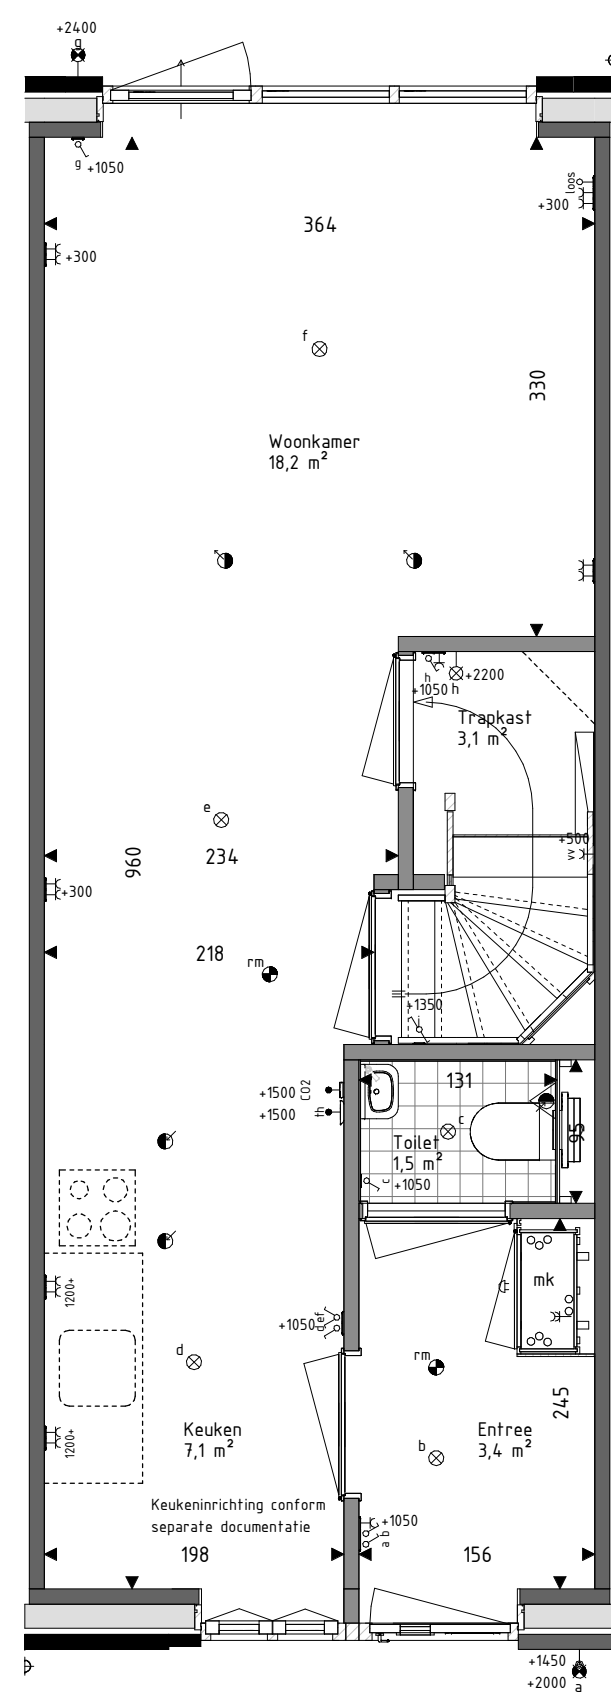 +2400
g
g +1050
loos
+300
364
+300
f
330
Woonkamer
18,2 m²
h
+1050 h
+2200
Trapkast
3,1 m²
e
+500
vv
960
234
+300
218
rm
+1350
+1500
CO2
131
+1500
th
c
95
Toilet
1,5 m²
c
+1050
mk
1200+
+1050
def
rm
d
245
Keuken
7,1 m²
Entree
3,4 m²
b
1200+
Keukeninrichting conform
separate documentatie
+1050
a b
198
156
+1450
+2000
a